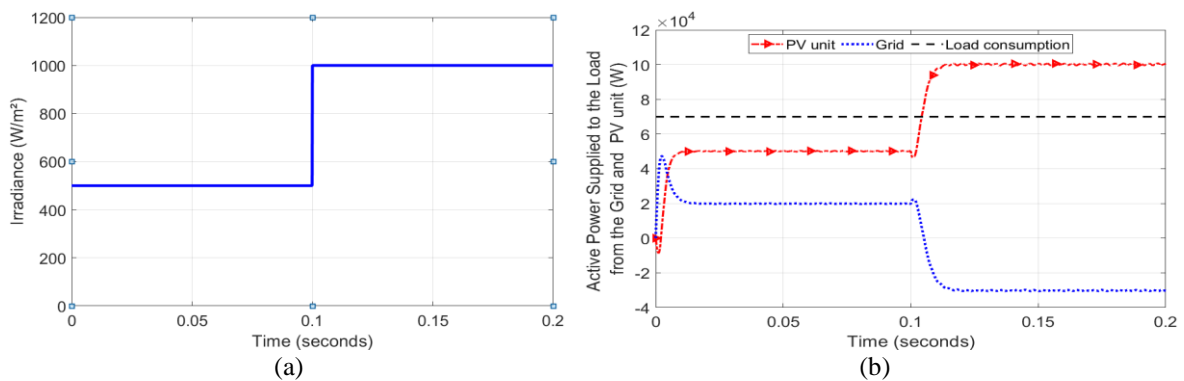 1200
1000
800
600
400
200
0
Irradiance (W/m²)
0 0.05 0.1 0.15 0.2
Time (seconds)
(a)
×10⁴
12
10
8
6
4
2
0
-2
-4
Active Power Supplied to the Load
from the Grid and PV unit (W)
PV unit Grid Load consumption
0 0.05 0.1 0.15 0.2
Time (seconds)
(b)